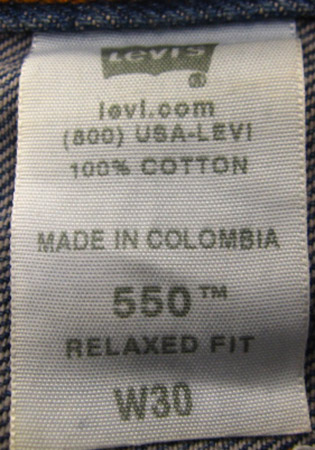 LEVI'S ®
levi.com
(800) USA-LEVI
100% COTTON
MADE IN COLOMBIA
550™
RELAXED FIT
W30